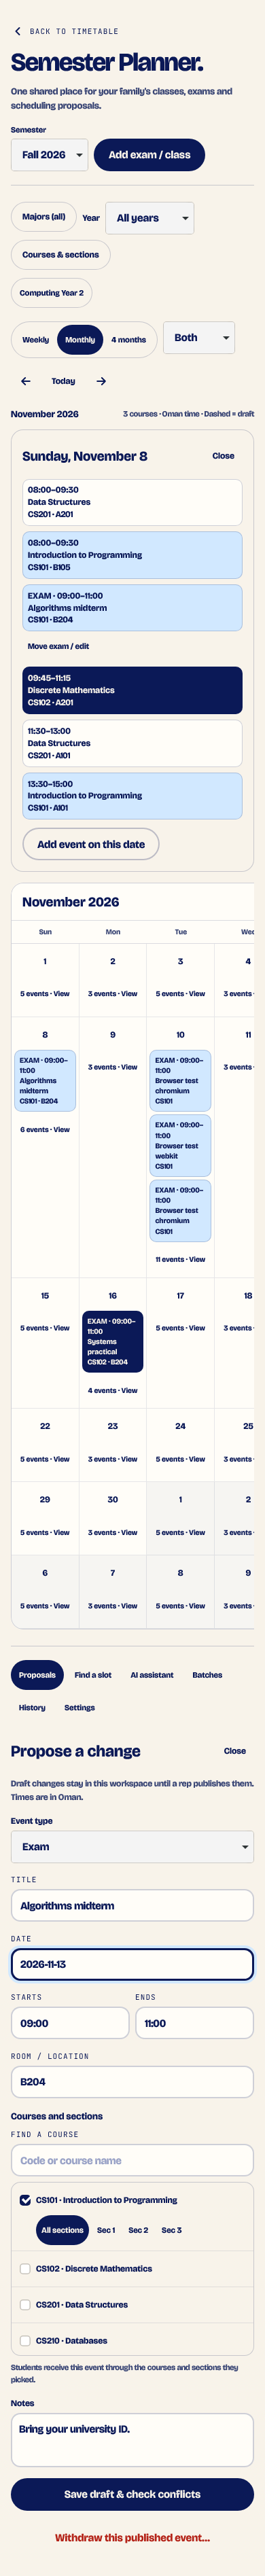 BACK TO TIMETABLE
Semester Planner.
One shared place for your family's classes, exams and
scheduling proposals.
Semester
Fall 2026
Add exam / class
Majors (all)
Year
All years
Courses & sections
Computing Year 2
Weekly
Monthly
4 months
Both
Today
November 2026
3 courses · Oman time · Dashed = draft
Sunday, November 8
Close
08:00–09:30
Data Structures
CS201 · A201
08:00–09:30
Introduction to Programming
CS101 · B105
EXAM · 09:00–11:00
Algorithms midterm
CS101 · B204
Move exam / edit
09:45–11:15
Discrete Mathematics
CS102 · A201
11:30–13:00
Data Structures
CS201 · A101
13:30–15:00
Introduction to Programming
CS101 · A101
Add event on this date
November 2026
Sun
Mon
Tue
Wed
1
2
3
4
5 events · View
3 events · View
5 events · View
3 events ·
8
9
10
11
EXAM · 09:00–
11:00
Algorithms
midterm
CS101 · B204
6 events · View
3 events · View
EXAM · 09:00–
11:00
Browser test
chromium
CS101
EXAM · 09:00–
11:00
Browser test
webkit
CS101
EXAM · 09:00–
11:00
Browser test
chromium
CS101
11 events · View
3 events ·
15
16
17
18
5 events · View
EXAM · 09:00–
11:00
Systems
practical
CS102 · B204
4 events · View
5 events · View
3 events ·
22
23
24
25
5 events · View
3 events · View
5 events · View
3 events ·
29
30
1
2
5 events · View
3 events · View
5 events · View
3 events ·
6
7
8
9
5 events · View
3 events · View
5 events · View
3 events ·
Proposals
Find a slot
AI assistant
Batches
History
Settings
Propose a change
Close
Draft changes stay in this workspace until a rep publishes them.
Times are in Oman.
Event type
Exam
TITLE
Algorithms midterm
DATE
2026-11-13
STARTS
ENDS
09:00
11:00
ROOM / LOCATION
B204
Courses and sections
FIND A COURSE
Code or course name
CS101 · Introduction to Programming
All sections
Sec 1
Sec 2
Sec 3
CS102 · Discrete Mathematics
CS201 · Data Structures
CS210 · Databases
Students receive this event through the courses and sections they
picked.
Notes
Bring your university ID.
Save draft & check conflicts
Withdraw this published event...